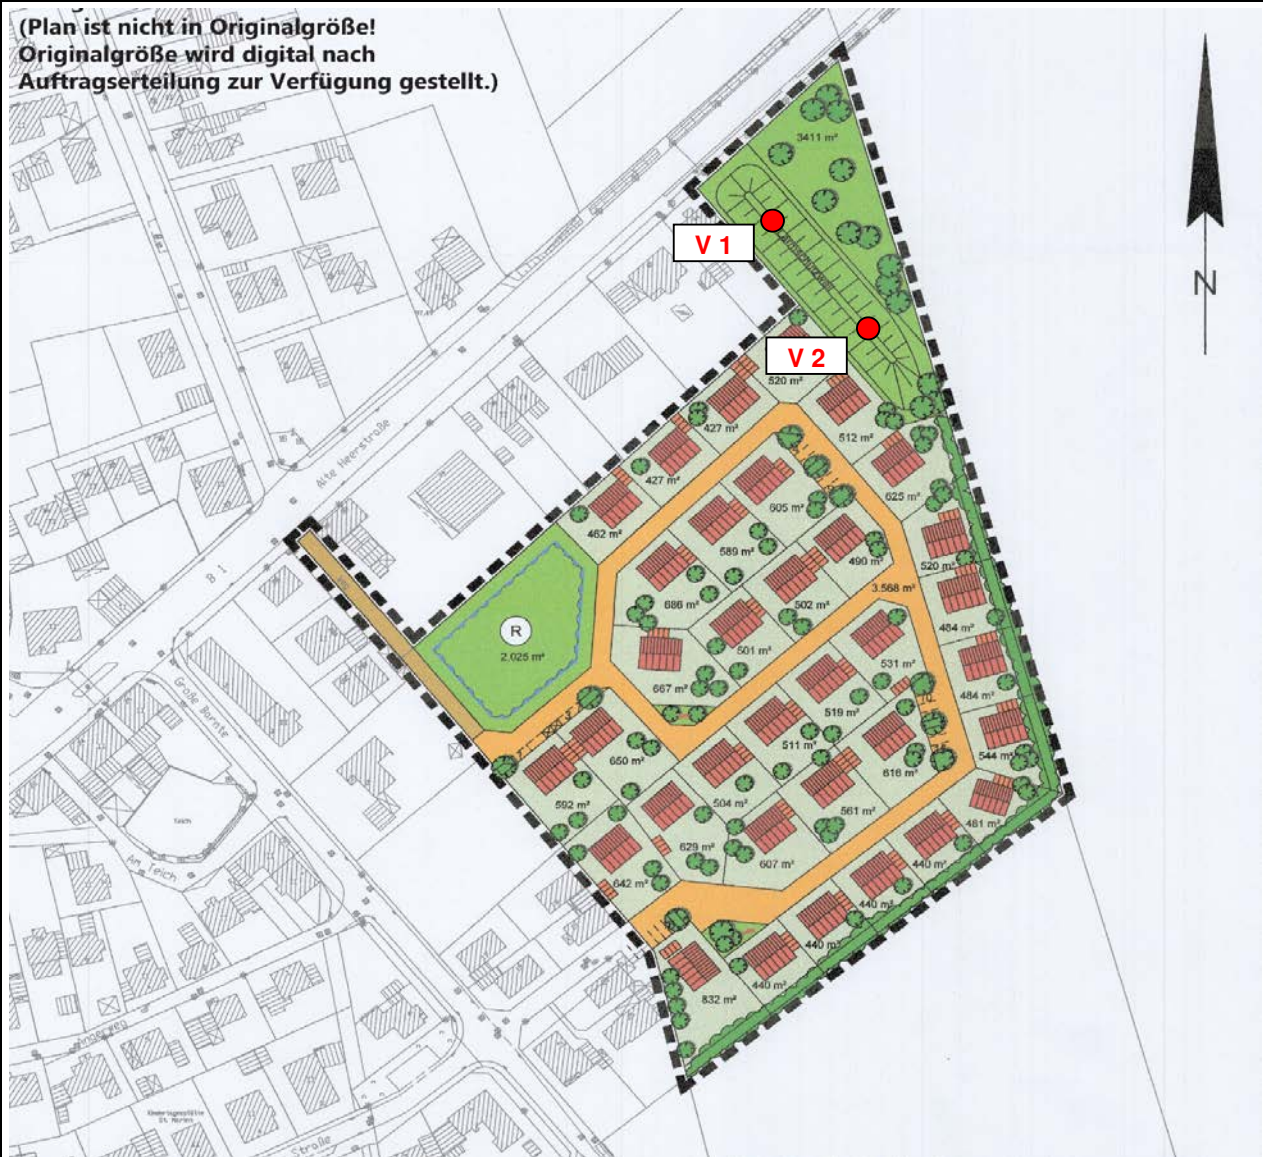 (Plan ist nicht in Originalgröße!
Originalgröße wird digital nach
Auftragserteilung zur Verfügung gestellt.)
3411 m²
V 1
V 2
N
520 m²
427 m²
512 m²
427 m²
625 m²
462 m²
605 m²
589 m²
490 m²
520 m²
3.568 m²
686 m²
502 m²
484 m²
R
2.025 m²
501 m²
531 m²
667 m²
484 m²
519 m²
511 m²
544 m²
650 m²
616 m²
592 m²
504 m²
561 m²
481 m²
629 m²
607 m²
440 m²
642 m²
440 m²
440 m²
440 m²
832 m²
Alte Heerstraße
B 1
Große Barnte
Teich
Am Teich
Angerweg
Straße